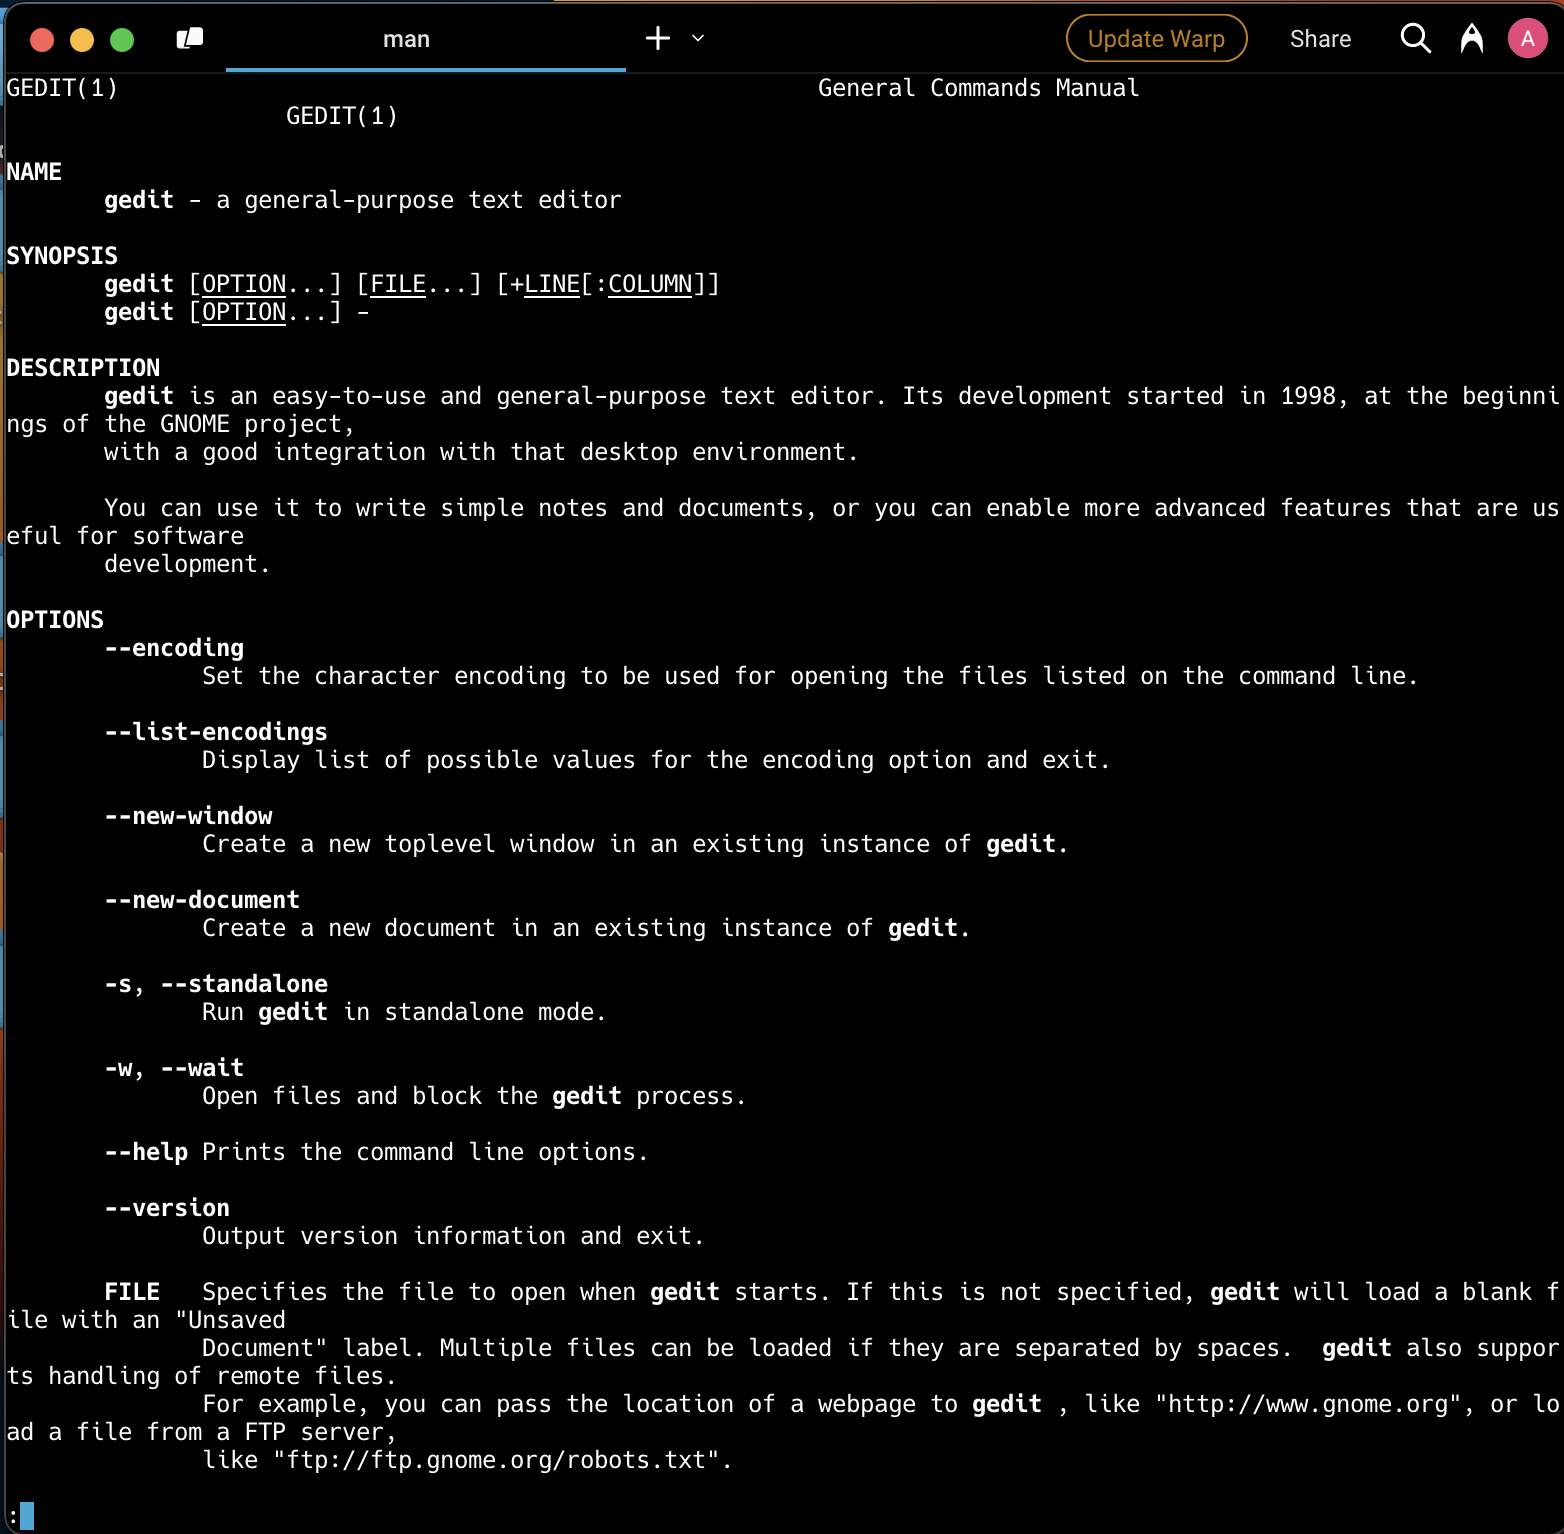 man
Update Warp
Share
A
GEDIT(1) General Commands Manual
GEDIT(1)
NAME
gedit - a general-purpose text editor
SYNOPSIS
gedit [OPTION...] [FILE...] [+LINE[:COLUMN]]
gedit [OPTION...] -
DESCRIPTION
gedit is an easy-to-use and general-purpose text editor. Its development started in 1998, at the beginni
ngs of the GNOME project,
with a good integration with that desktop environment.
You can use it to write simple notes and documents, or you can enable more advanced features that are us
eful for software
development.
OPTIONS
--encoding
Set the character encoding to be used for opening the files listed on the command line.
--list-encodings
Display list of possible values for the encoding option and exit.
--new-window
Create a new toplevel window in an existing instance of gedit.
--new-document
Create a new document in an existing instance of gedit.
-s, --standalone
Run gedit in standalone mode.
-w, --wait
Open files and block the gedit process.
--help Prints the command line options.
--version
Output version information and exit.
FILE Specifies the file to open when gedit starts. If this is not specified, gedit will load a blank f
ile with an "Unsaved
Document" label. Multiple files can be loaded if they are separated by spaces. gedit also suppor
ts handling of remote files.
For example, you can pass the location of a webpage to gedit , like "http://www.gnome.org", or lo
ad a file from a FTP server,
like "ftp://ftp.gnome.org/robots.txt".
: